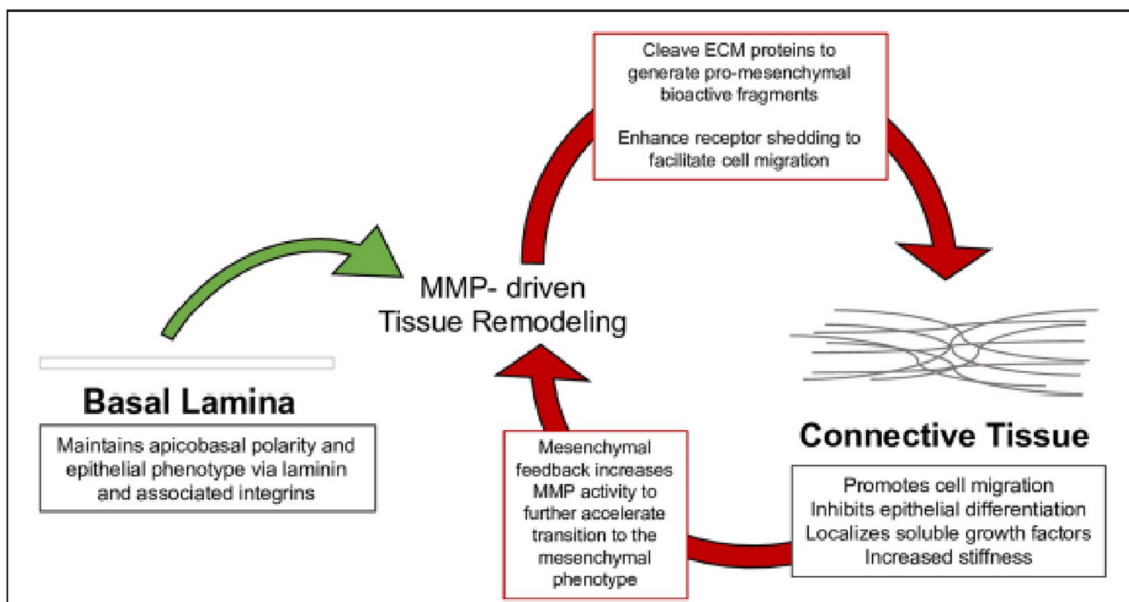 Cleave ECM proteins to
generate pro-mesenchymal
bioactive fragments
Enhance receptor shedding to
facilitate cell migration
MMP- driven
Tissue Remodeling
Basal Lamina
Maintains apicobasal polarity and
epithelial phenotype via laminin
and associated integrins
Mesenchymal
feedback increases
MMP activity to
further accelerate
transition to the
mesenchymal
phenotype
Connective Tissue
Promotes cell migration
Inhibits epithelial differentiation
Localizes soluble growth factors
Increased stiffness